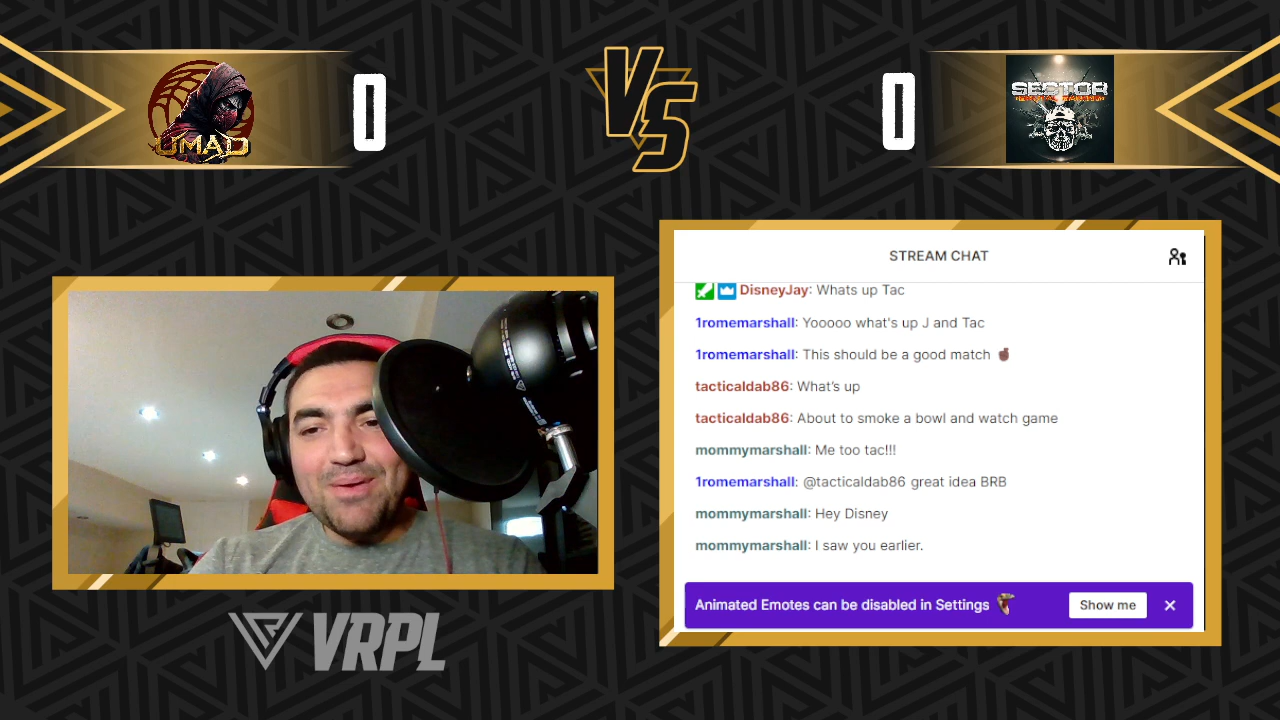 UMAD
0
VS
0
SECTOR
STREAM CHAT
DisneyJay: Whats up Tac
1romemarshall: Yooooo what's up J and Tac
1romemarshall: This should be a good match
tacticaldab86: What's up
tacticaldab86: About to smoke a bowl and watch game
mommymarshall: Me too tac!!!
1romemarshall: @tacticaldab86 great idea BRB
mommymarshall: Hey Disney
mommymarshall: I saw you earlier.
Animated Emotes can be disabled in Settings
Show me
VRPL